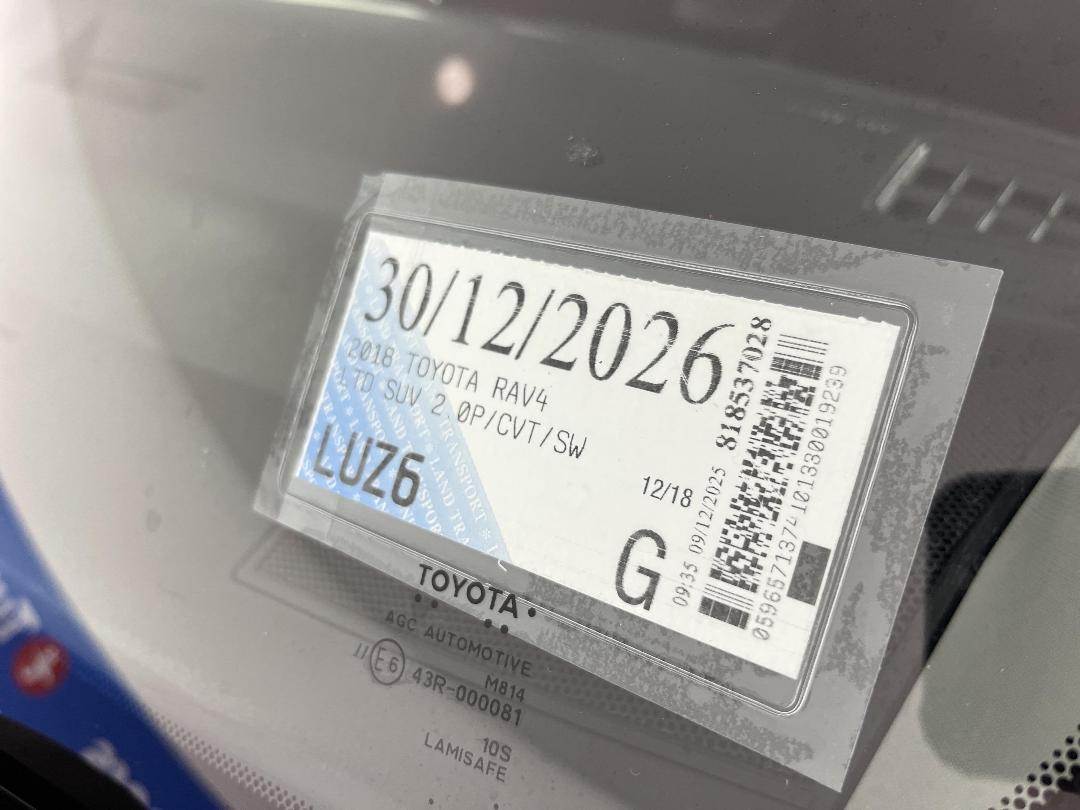 30/12/2026
2018 TOYOTA RAV4
LTD SUV 2.0P/CVT/SW
LUZ6
12/18
G
09:35 09/12/2025
818537028
TOYOTA
AGC AUTOMOTIVE
M814
E6 43R-000081
10S
LAMISAFE